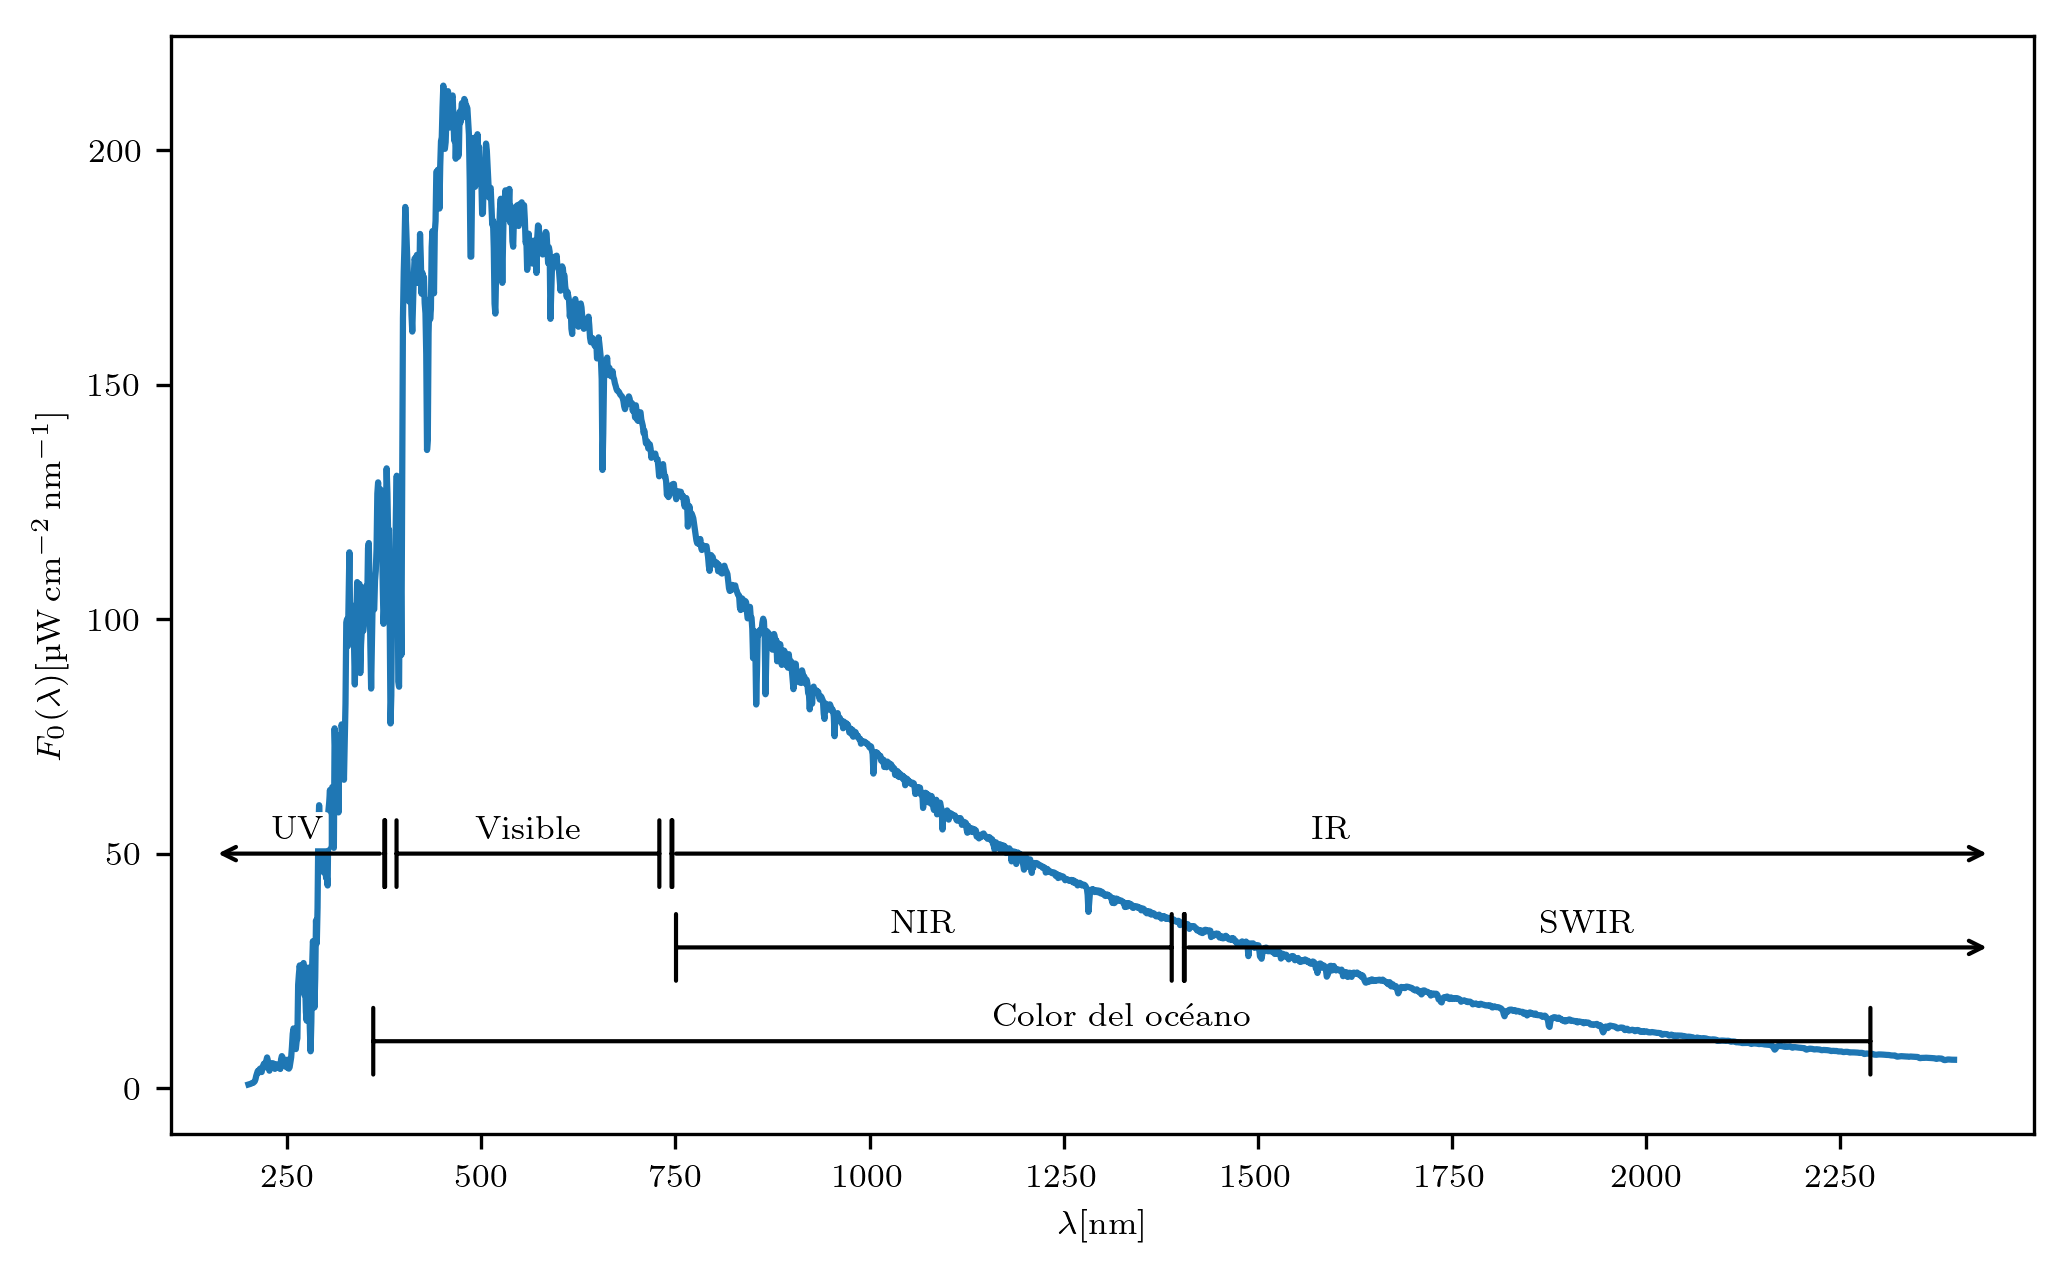 200
150
100
50
0
F₀(λ)[µW cm⁻² nm⁻¹]
UV
Visible
IR
NIR
SWIR
Color del océano
250 500 750 1000 1250 1500 1750 2000 2250
λ[nm]